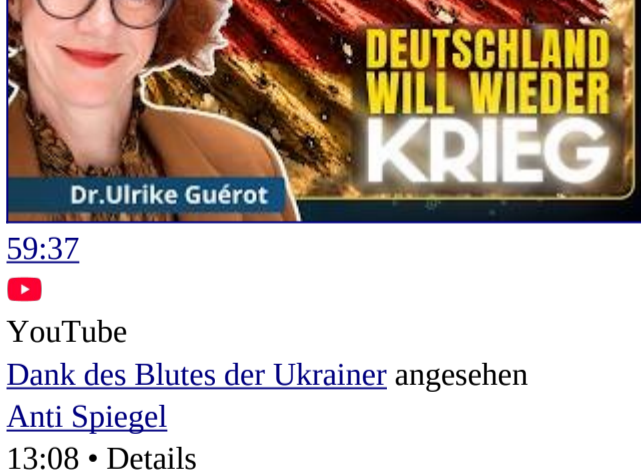 DEUTSCHLAND
WILL WIEDER
KRIEG
Dr.Ulrike Guérot
59:37
YouTube
Dank des Blutes der Ukrainer angesehen
Anti Spiegel
13:08 • Details